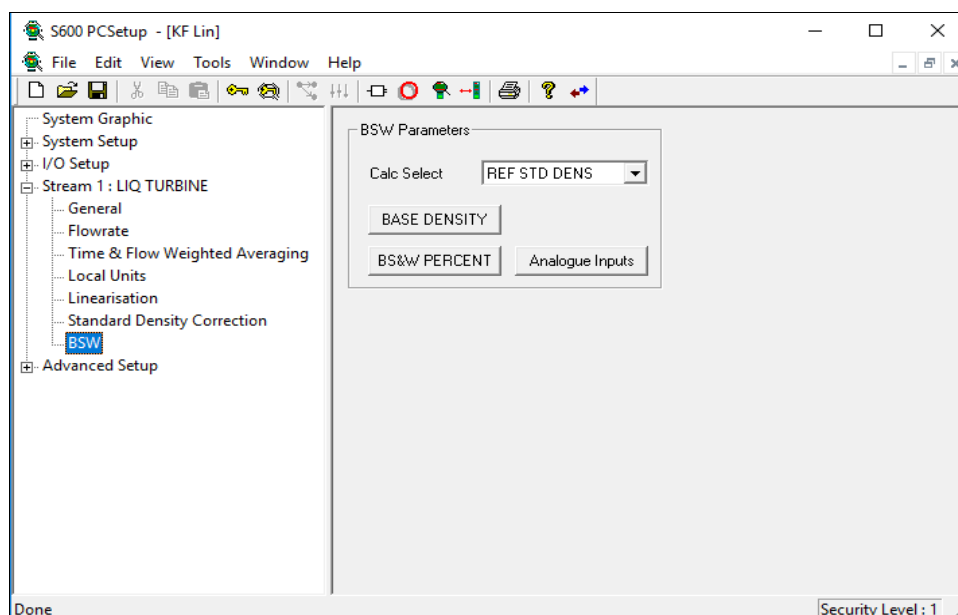 S600 PCSetup - [KF Lin]
File Edit View Tools Window Help
System Graphic
System Setup
I/O Setup
Stream 1 : LIQ TURBINE
General
Flowrate
Time & Flow Weighted Averaging
Local Units
Linearisation
Standard Density Correction
BSW
Advanced Setup
BSW Parameters
Calc Select REF STD DENS
BASE DENSITY
BS&W PERCENT Analogue Inputs
Done Security Level : 1